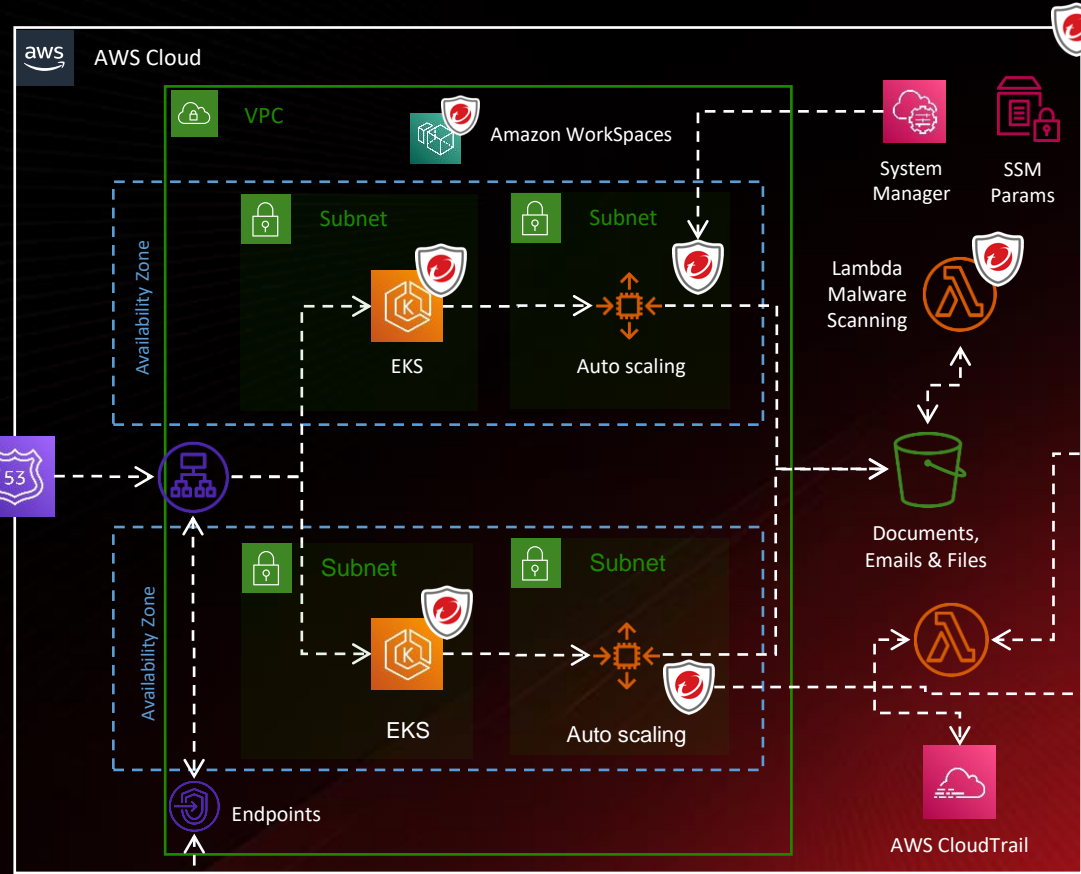 aws
AWS Cloud
VPC
Amazon WorkSpaces
System
Manager
SSM
Params
Availability Zone
Subnet
Subnet
EKS
Auto scaling
Lambda
Malware
Scanning
53
Documents,
Emails & Files
Availability Zone
Subnet
Subnet
EKS
Auto scaling
Endpoints
AWS CloudTrail